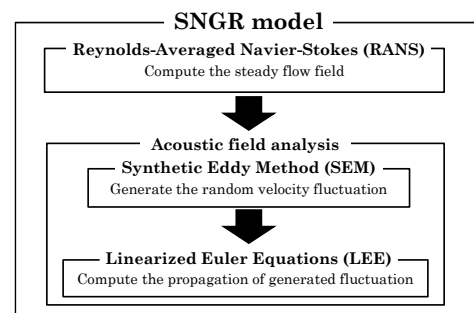 SNGR model
Reynolds-Averaged Navier-Stokes (RANS)
Compute the steady flow field
Acoustic field analysis
Synthetic Eddy Method (SEM)
Generate the random velocity fluctuation
Linearized Euler Equations (LEE)
Compute the propagation of generated fluctuation